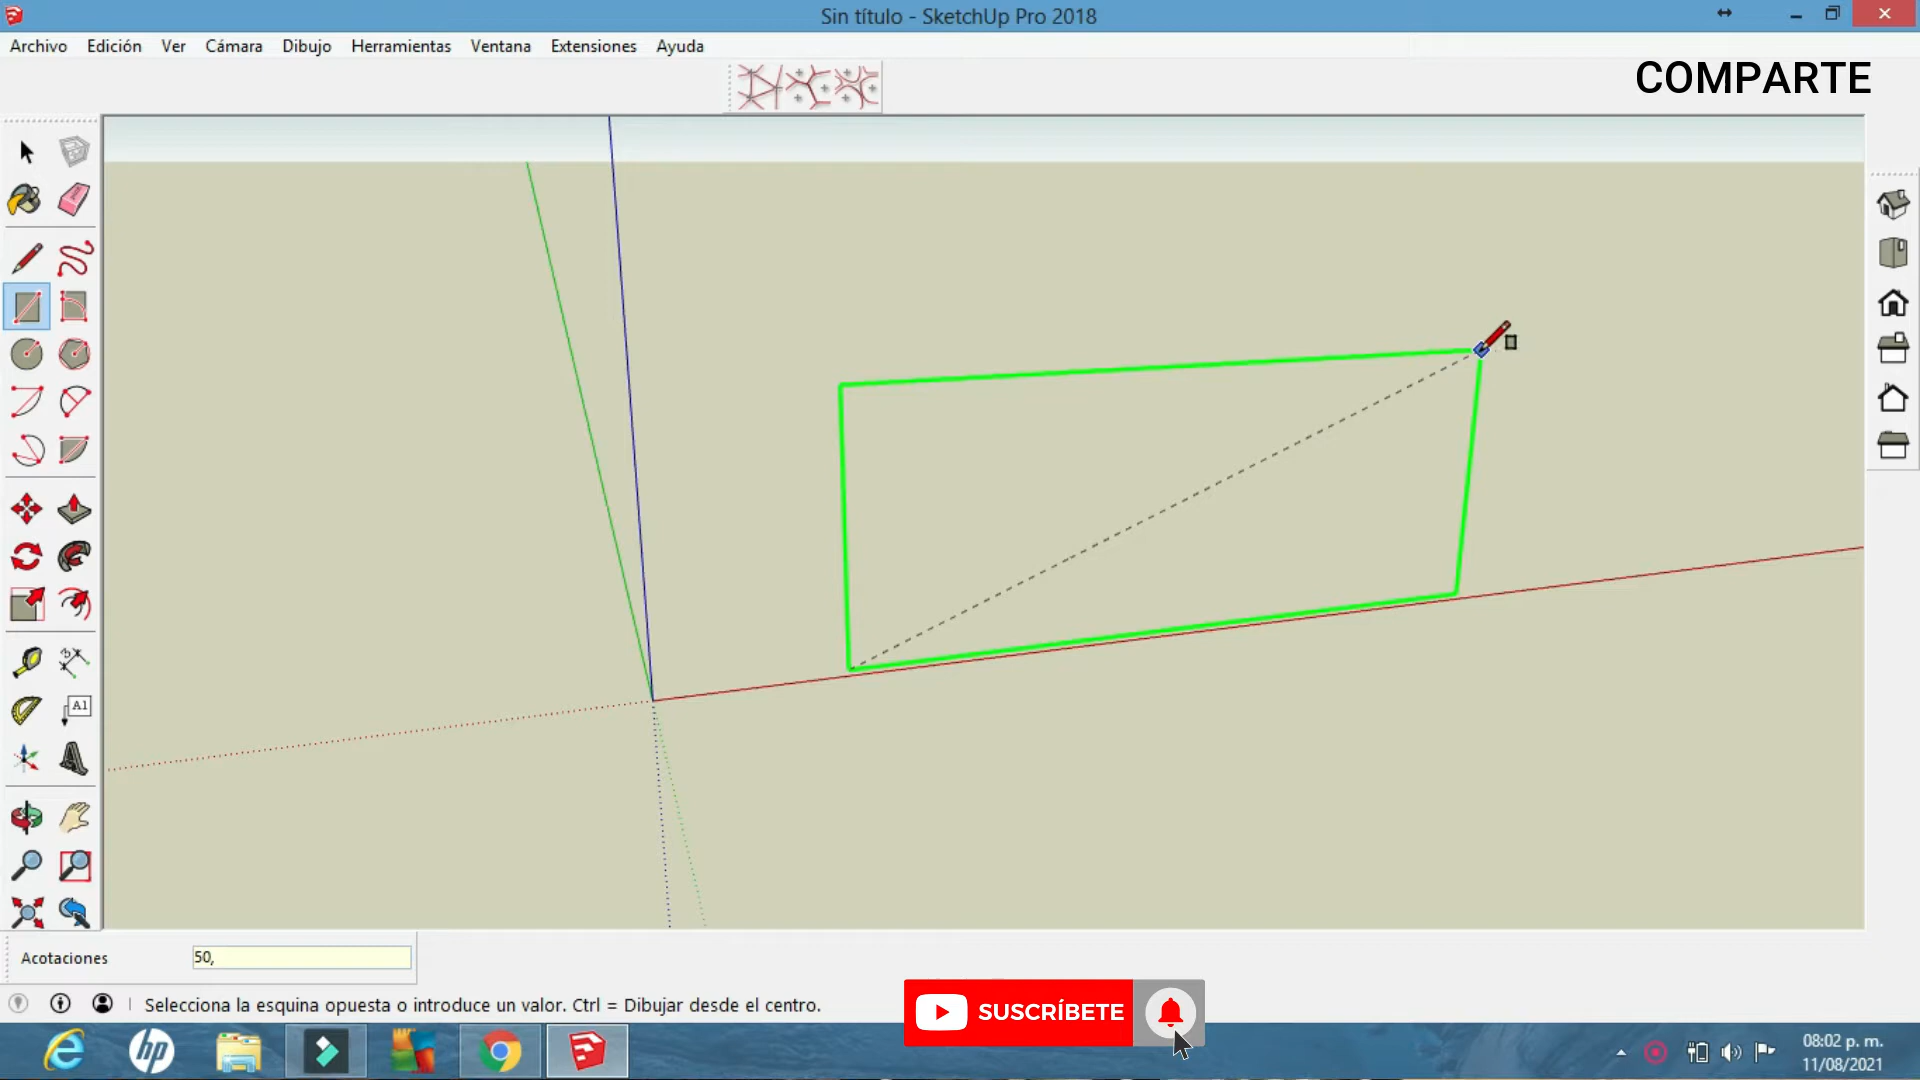 Sin título - SketchUp Pro 2018
Archivo Edición Ver Cámara Dibujo Herramientas Ventana Extensiones Ayuda
COMPARTE
A1
Acotaciones 50,
Selecciona la esquina opuesta o introduce un valor. Ctrl = Dibujar desde el centro.
SUSCRÍBETE
hp
08:02 p. m.
11/08/2021